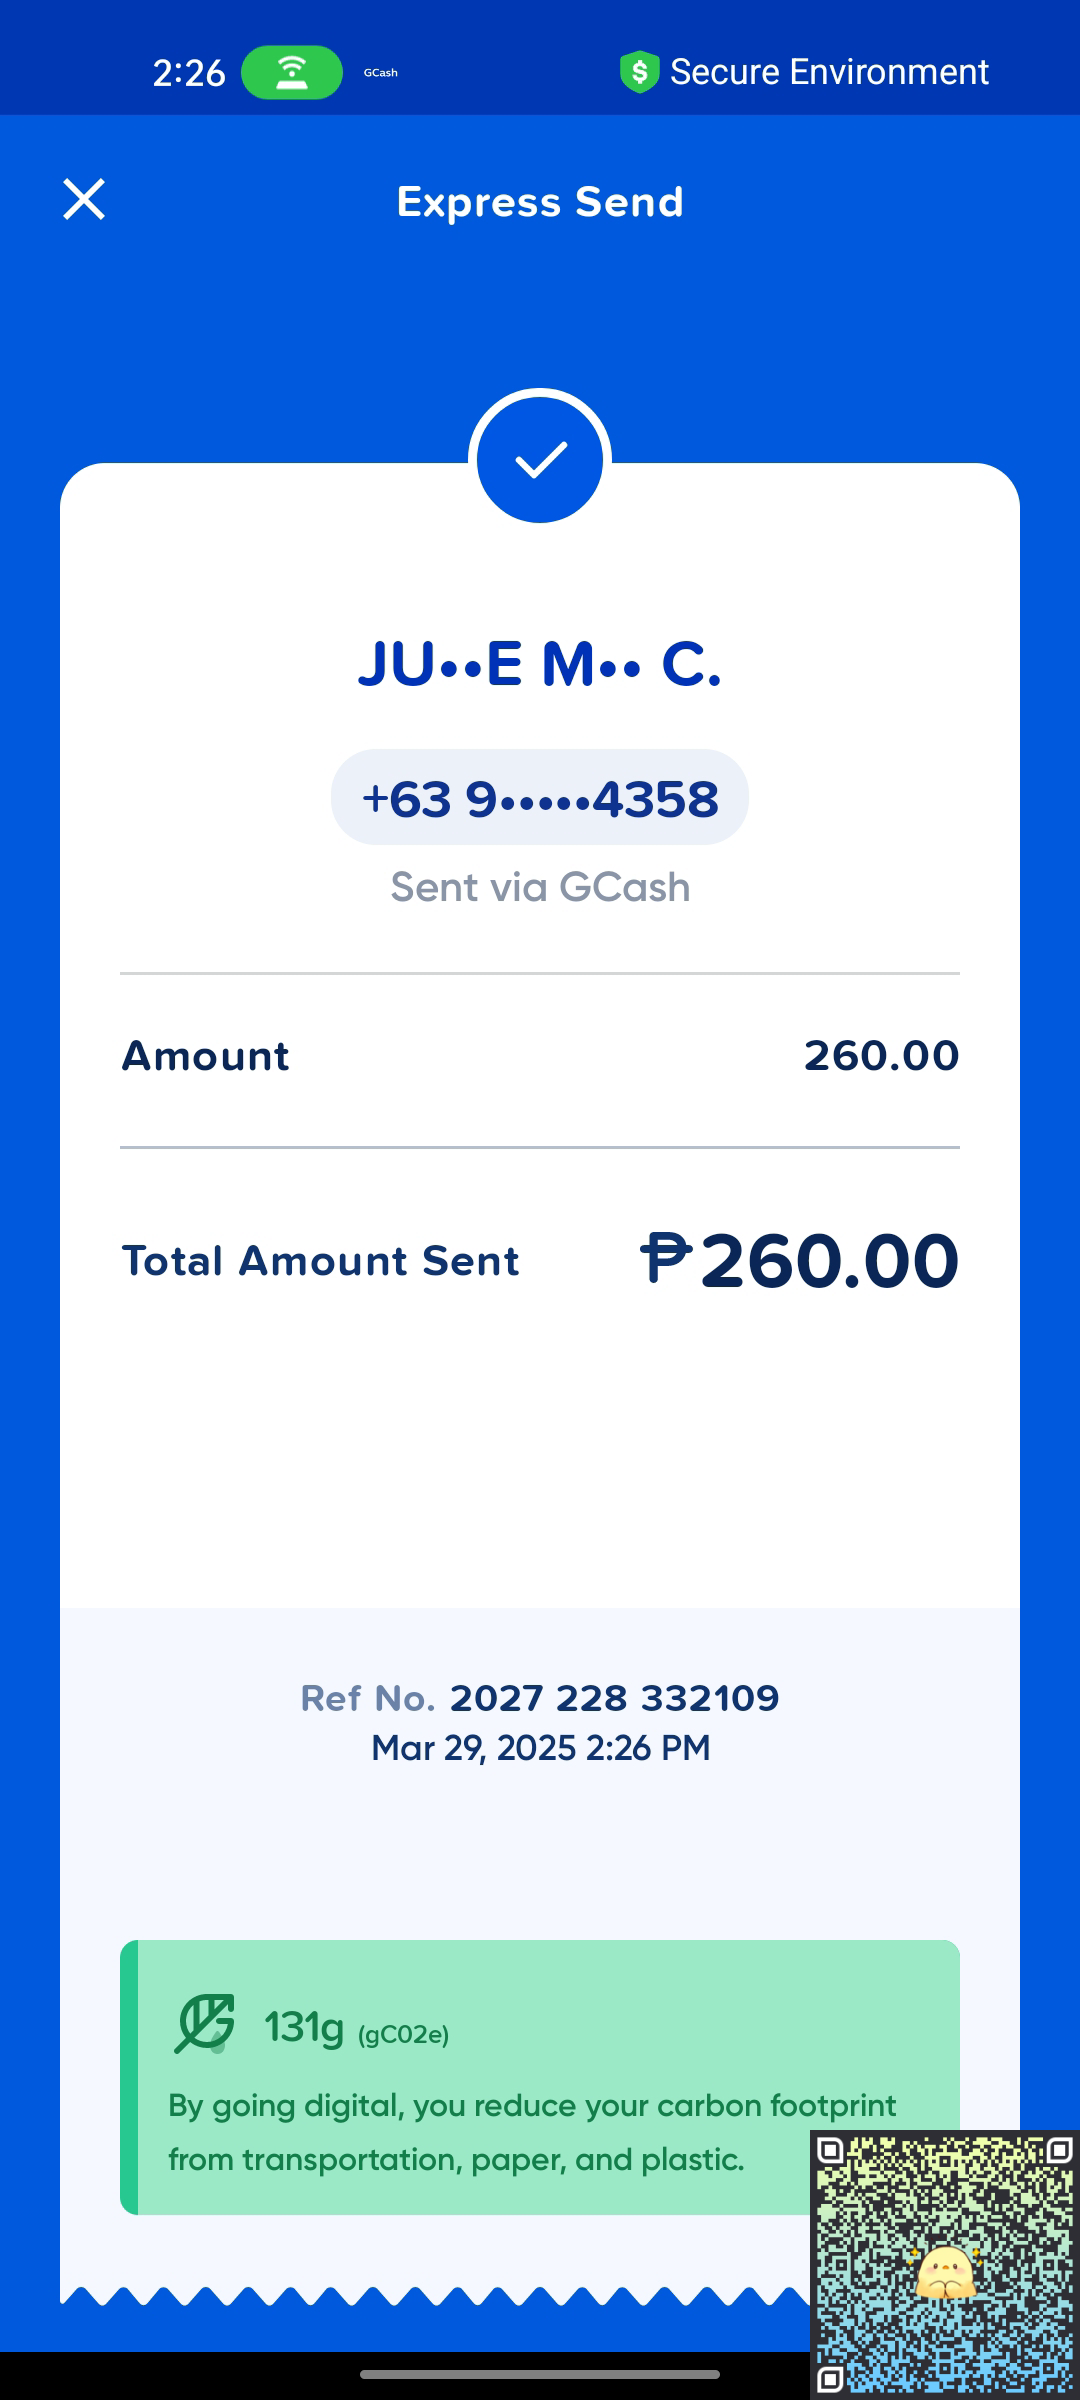 2:26 GCash Secure Environment
Express Send
JU••E M•• C.
+63 9•••••4358
Sent via GCash
Amount 260.00
Total Amount Sent ₱260.00
Ref No. 2027 228 332109
Mar 29, 2025 2:26 PM
131g (gC02e)
By going digital, you reduce your carbon footprint
from transportation, paper, and plastic.